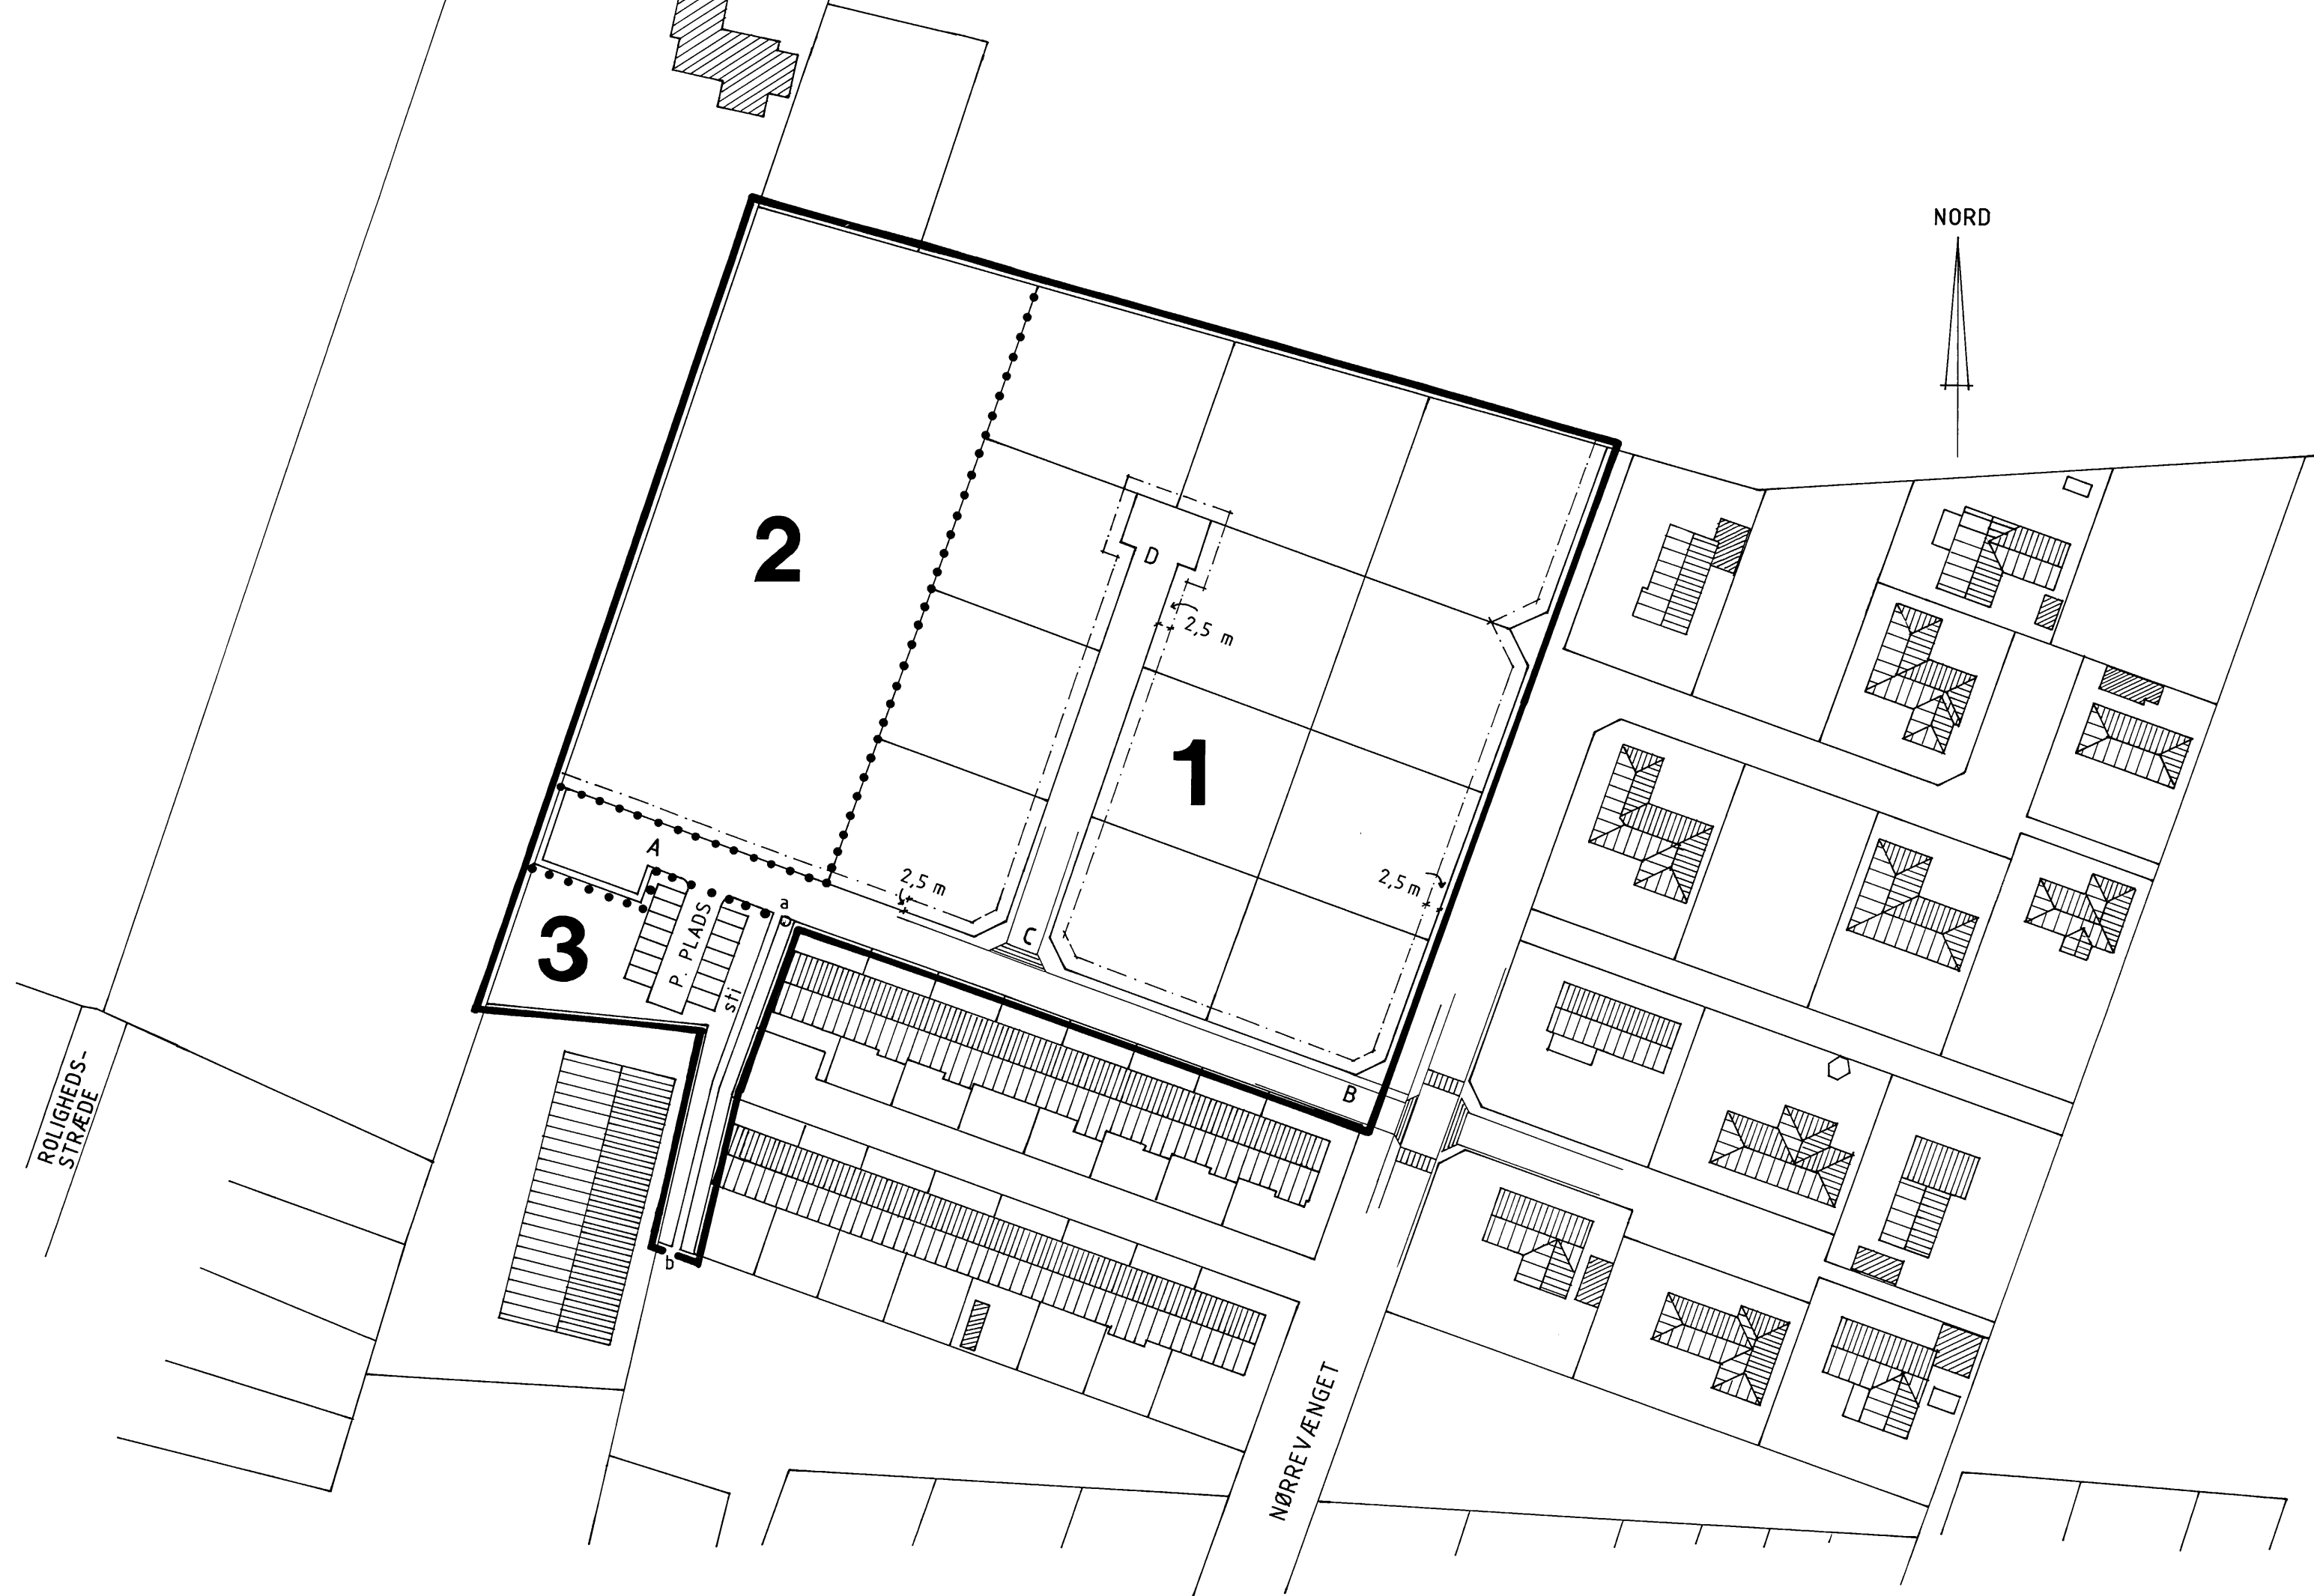 NORD
2
D
2,5 m
1
A
2,5 m
2,5 m
a
3
P. PLADS
sti
C
B
b
ROLIGHEDS-
STRÆDE
NØRREVÆNGET